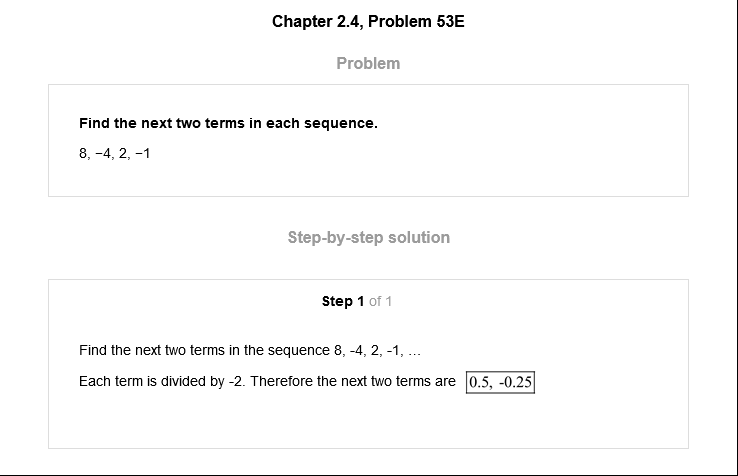 Chapter 2.4, Problem 53E
Problem
Find the next two terms in each sequence.
8, −4, 2, −1
Step-by-step solution
Step 1 of 1
Find the next two terms in the sequence 8, -4, 2, -1, …
Each term is divided by -2. Therefore the next two terms are 0.5, -0.25